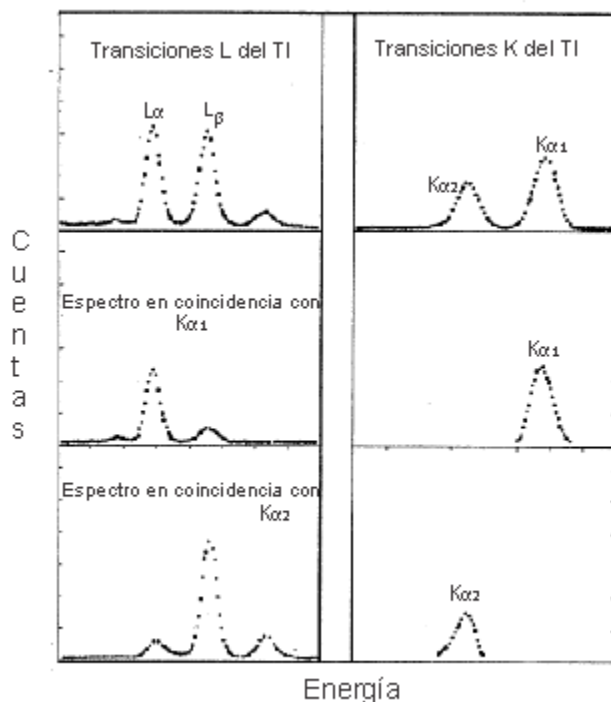 Transiciones L del Tl
Lα
Lβ
Transiciones K del Tl
Kα2
Kα1
Cuentas
Espectro en coincidencia con
Kα1
Kα1
Espectro en coincidencia con
Kα2
Kα2
Energía